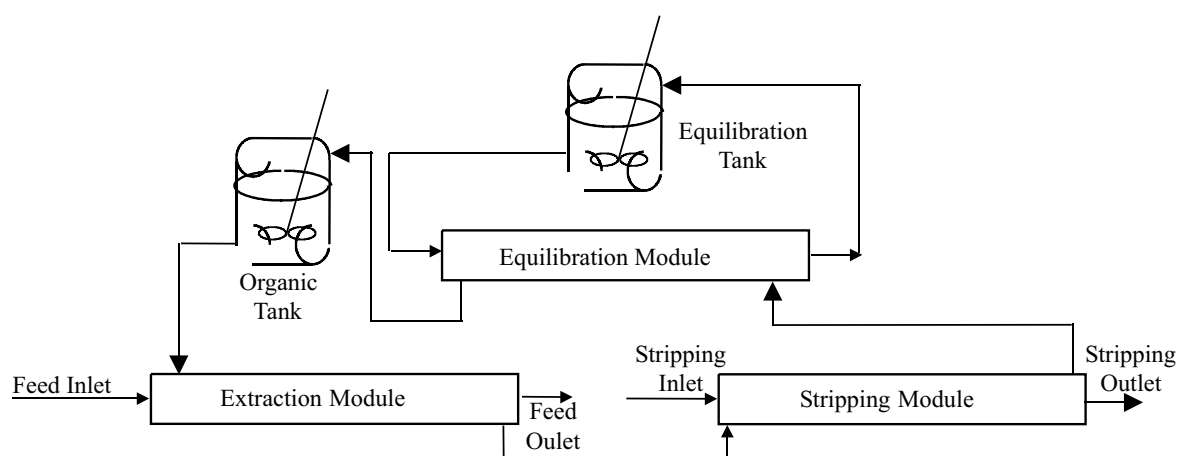 Equilibration
Tank
Equilibration Module
Organic
Tank
Feed Inlet
Extraction Module
Feed
Oulet
Stripping
Inlet
Stripping Module
Stripping
Outlet